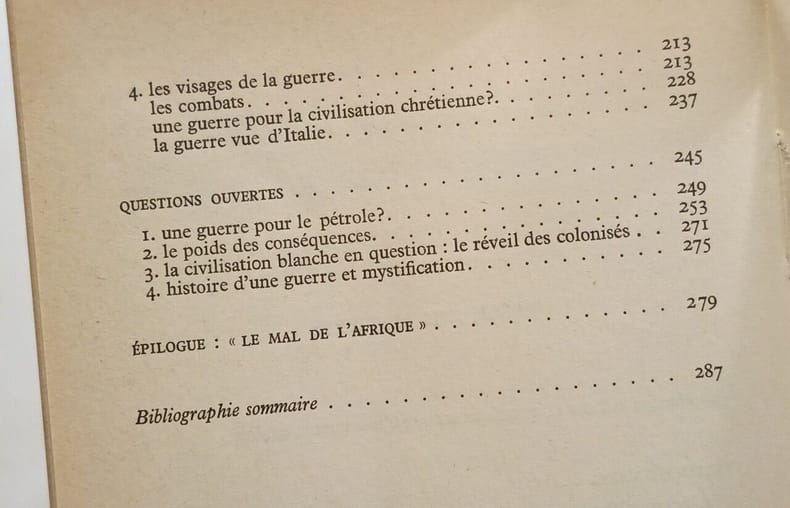 4. les visages de la guerre. . . . . . . . . . . . . . . . 213
les combats. . . . . . . . . . . . . . . . . . . . . 213
une guerre pour la civilisation chrétienne?. . . . . . . . 228
la guerre vue d'Italie. . . . . . . . . . . . . . . . . . 237
QUESTIONS OUVERTES . . . . . . . . . . . . . . . . . . . 245
1. une guerre pour le pétrole?. . . . . . . . . . . . . . 249
2. le poids des conséquences. . . . . . . . . . . . . . . 253
3. la civilisation blanche en question : le réveil des colonisés . . 271
4. histoire d'une guerre et mystification. . . . . . . . . . 275
ÉPILOGUE : « LE MAL DE L'AFRIQUE » . . . . . . . . . . . . 279
Bibliographie sommaire . . . . . . . . . . . . . . . . . . 287